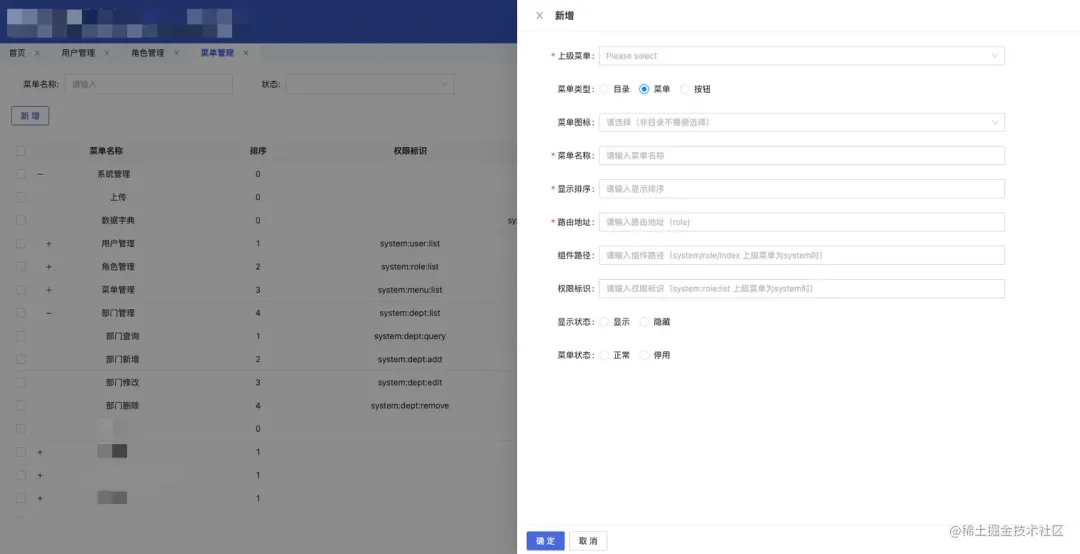 首页 × 用户管理 × 角色管理 × 菜单管理 ×
菜单名称: 请输入 状态:
新 增
菜单名称 排序 权限标识
系统管理 0
上传 0
数据字典 0 sy
+ 用户管理 1 system:user:list
+ 角色管理 2 system:role:list
+ 菜单管理 3 system:menu:list
部门管理 4 system:dept:list
部门查询 1 system:dept:query
部门新增 2 system:dept:add
部门修改 3 system:dept:edit
部门删除 4 system:dept:remove
0
+ 1
+ 1
+ 1
× 新增
* 上级菜单: Please select
菜单类型: 目录 菜单 按钮
菜单图标: 请选择（非目录不需要选择）
* 菜单名称: 请输入菜单名称
* 显示排序: 请输入显示排序
* 路由地址: 请输入路由地址（role)
组件路径: 请输入组件路径（system/role/index 上级菜单为system时）
权限标识: 请输入权限标识（system:role:list 上级菜单为system时）
显示状态: 显示 隐藏
菜单状态: 正常 停用
确 定 取 消
@稀土掘金技术社区